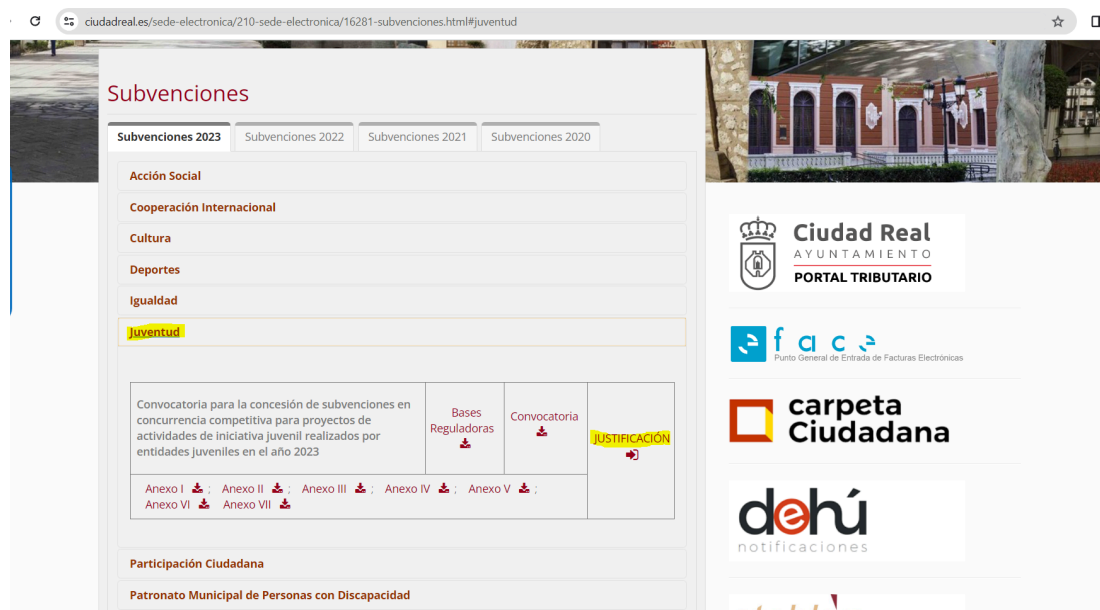 ciudadreal.es/sede-electronica/210-sede-electronica/16281-subvenciones.html#juventud
Subvenciones
Subvenciones 2023
Subvenciones 2022
Subvenciones 2021
Subvenciones 2020
Acción Social
Cooperación Internacional
Cultura
Deportes
Igualdad
Juventud
Convocatoria para la concesión de subvenciones en
concurrencia competitiva para proyectos de
actividades de iniciativa juvenil realizados por
entidades juveniles en el año 2023
Bases
Reguladoras
Convocatoria
JUSTIFICACIÓN
Anexo I ; Anexo II ; Anexo III ; Anexo IV ; Anexo V ;
Anexo VI Anexo VII
Participación Ciudadana
Patronato Municipal de Personas con Discapacidad
Ciudad Real
AYUNTAMIENTO
PORTAL TRIBUTARIO
face
Punto General de Entrada de Facturas Electrónicas
carpeta
Ciudadana
dehú
notificaciones